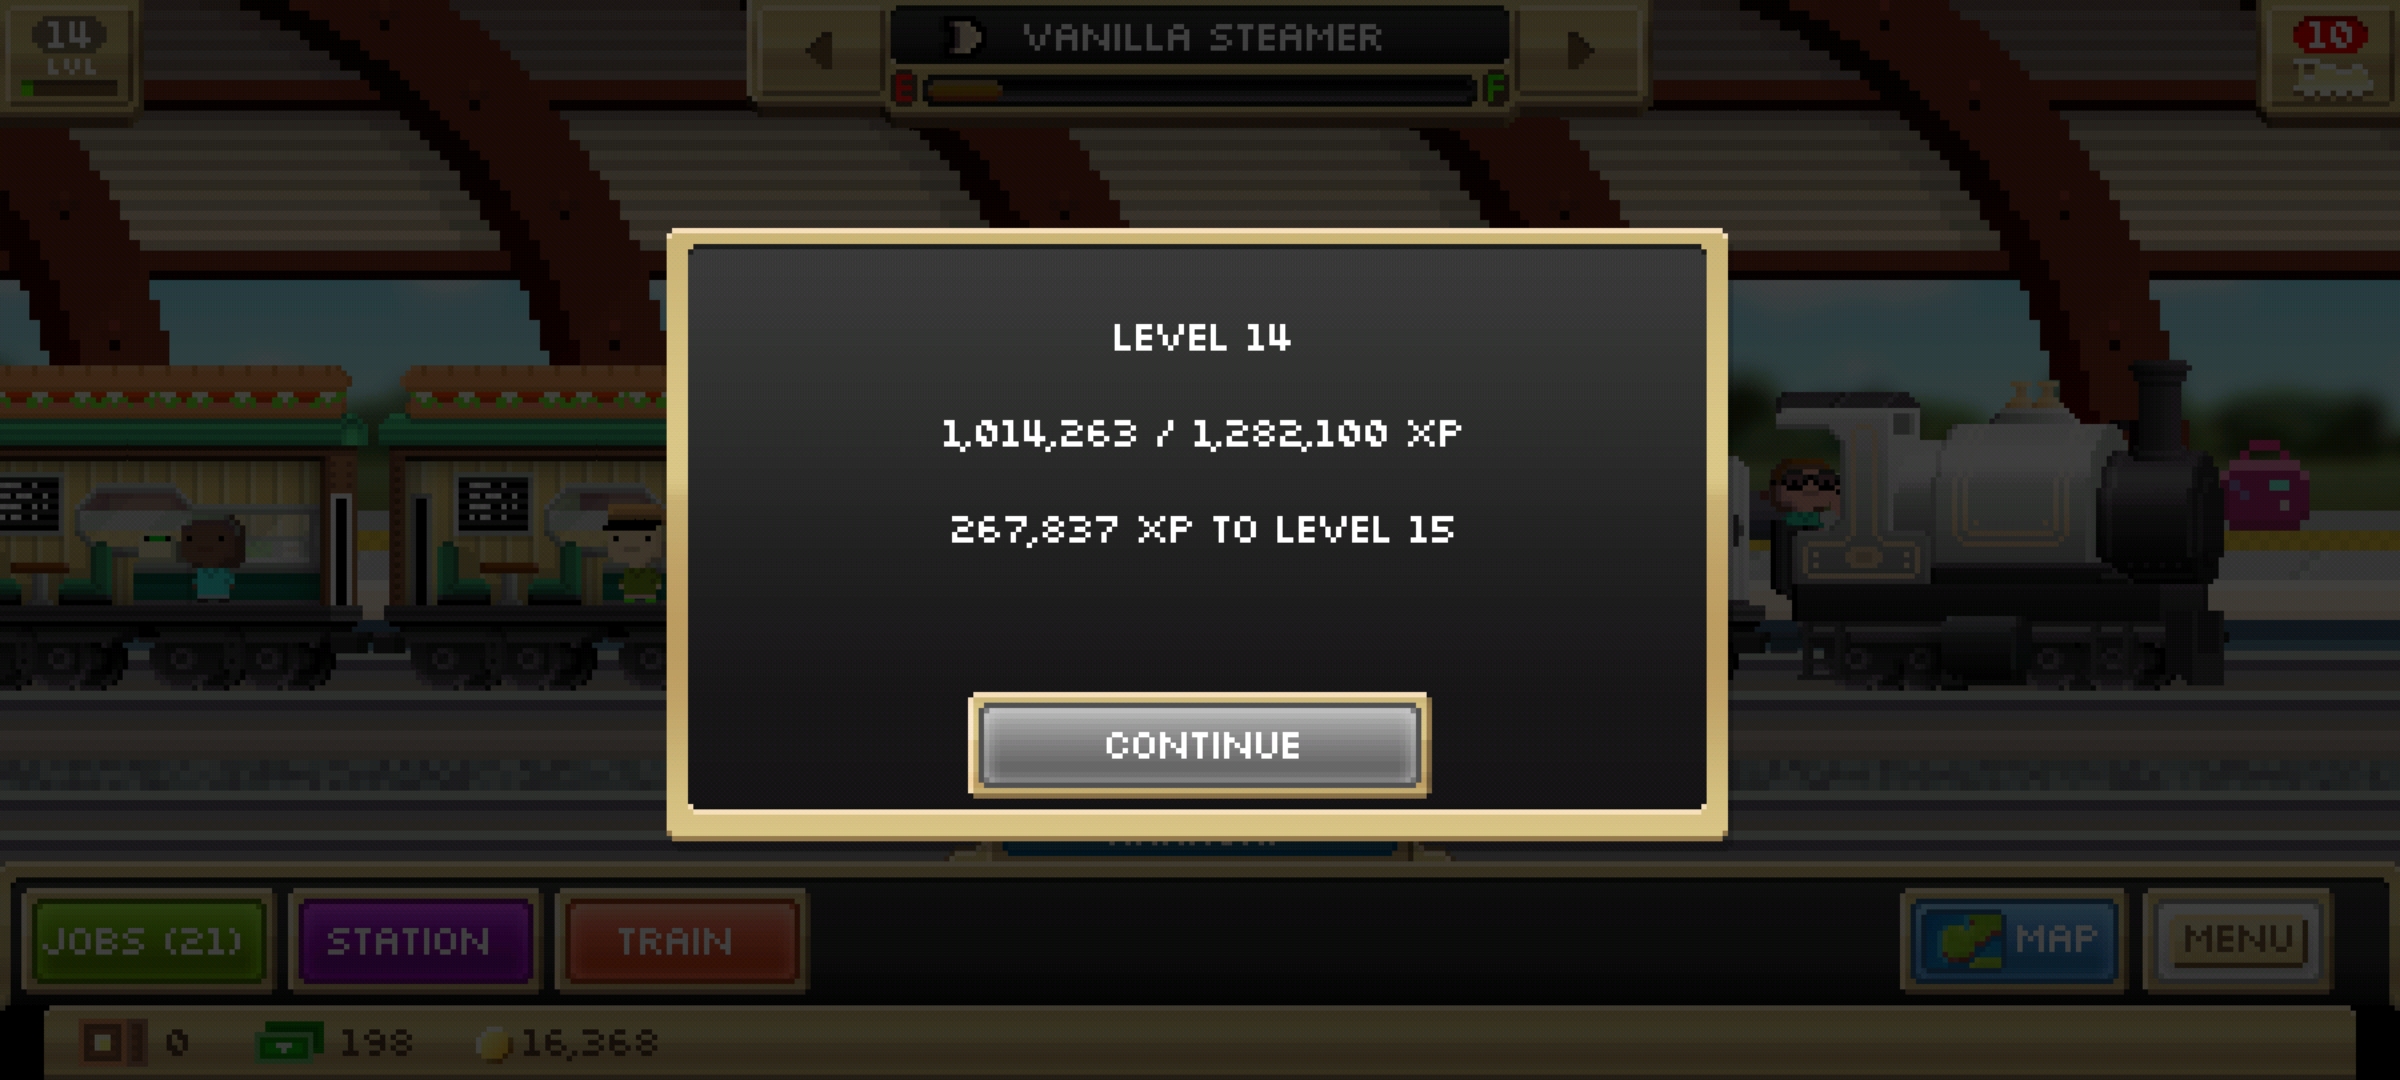 14
LVL
VANILLA STEAMER
E F
10
LEVEL 14
1,014,263 / 1,282,100 XP
267,837 XP TO LEVEL 15
CONTINUE
JOBS (21)
STATION
TRAIN
MAP
MENU
0
198
16,368